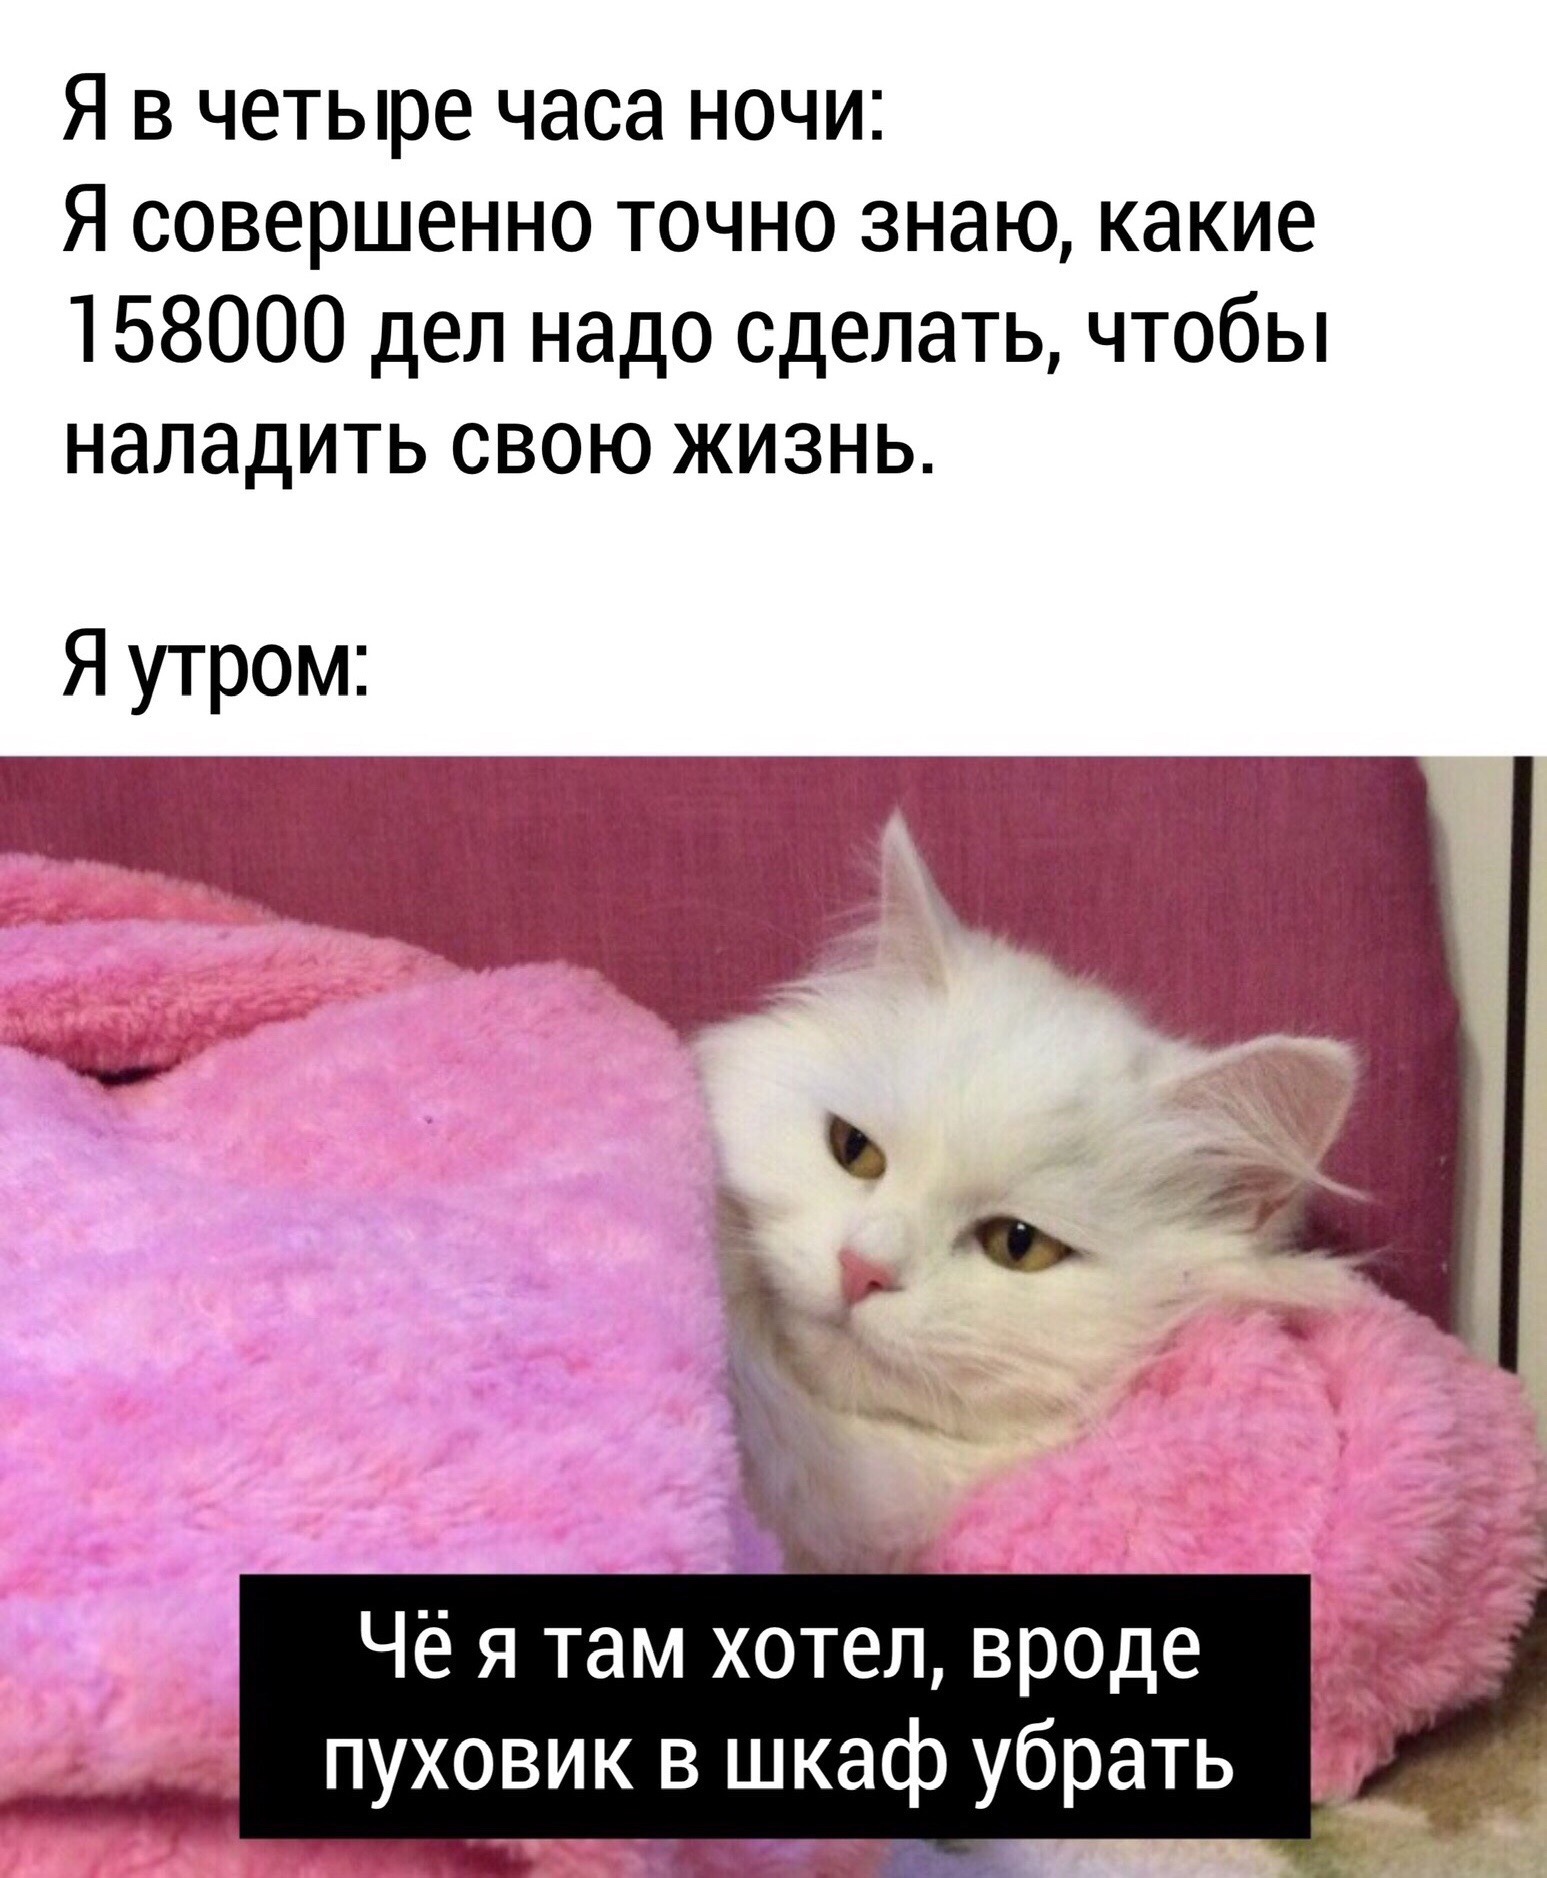 Я в четыре часа ночи:
Я совершенно точно знаю, какие
158000 дел надо сделать, чтобы
наладить свою жизнь.
Я утром:
Чё я там хотел, вроде
пуховик в шкаф убрать